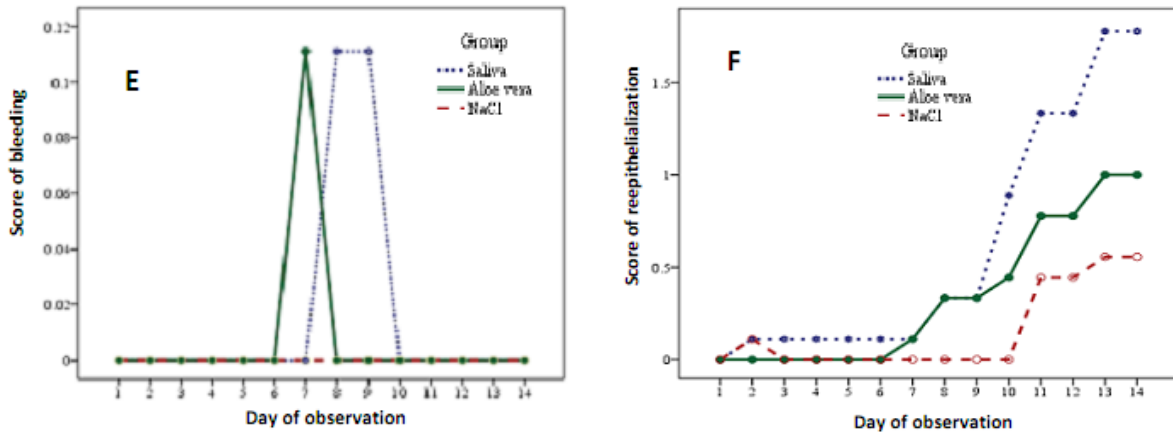 E
Score of bleeding
0.12
0.1
0.08
0.06
0.04
0.02
0
Group
Saliva
Aloe vera
NaCl
1 2 3 4 5 6 7 8 9 10 11 12 13 14
Day of observation
F
Score of reepithelialization
1.5
1
0.5
0
Group
Saliva
Aloe vera
NaCl
1 2 3 4 5 6 7 8 9 10 11 12 13 14
Day of observation